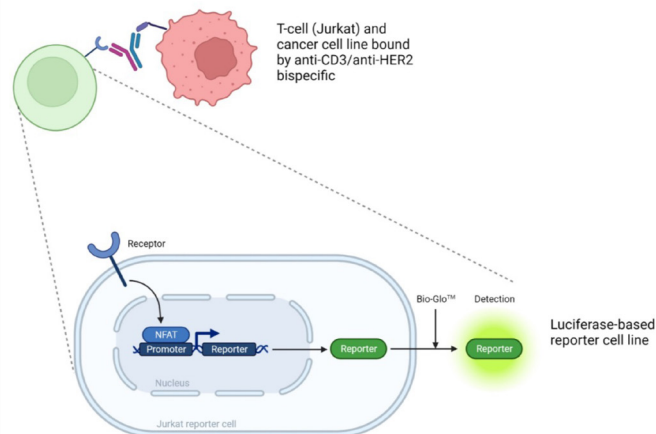 T-cell (Jurkat) and
cancer cell line bound
by anti-CD3/anti-HER2
bispecific
Receptor
Bio-Glo™
Detection
NFAT
Promoter
Reporter
Reporter
Reporter
Luciferase-based
reporter cell line
Nucleus
Jurkat reporter cell